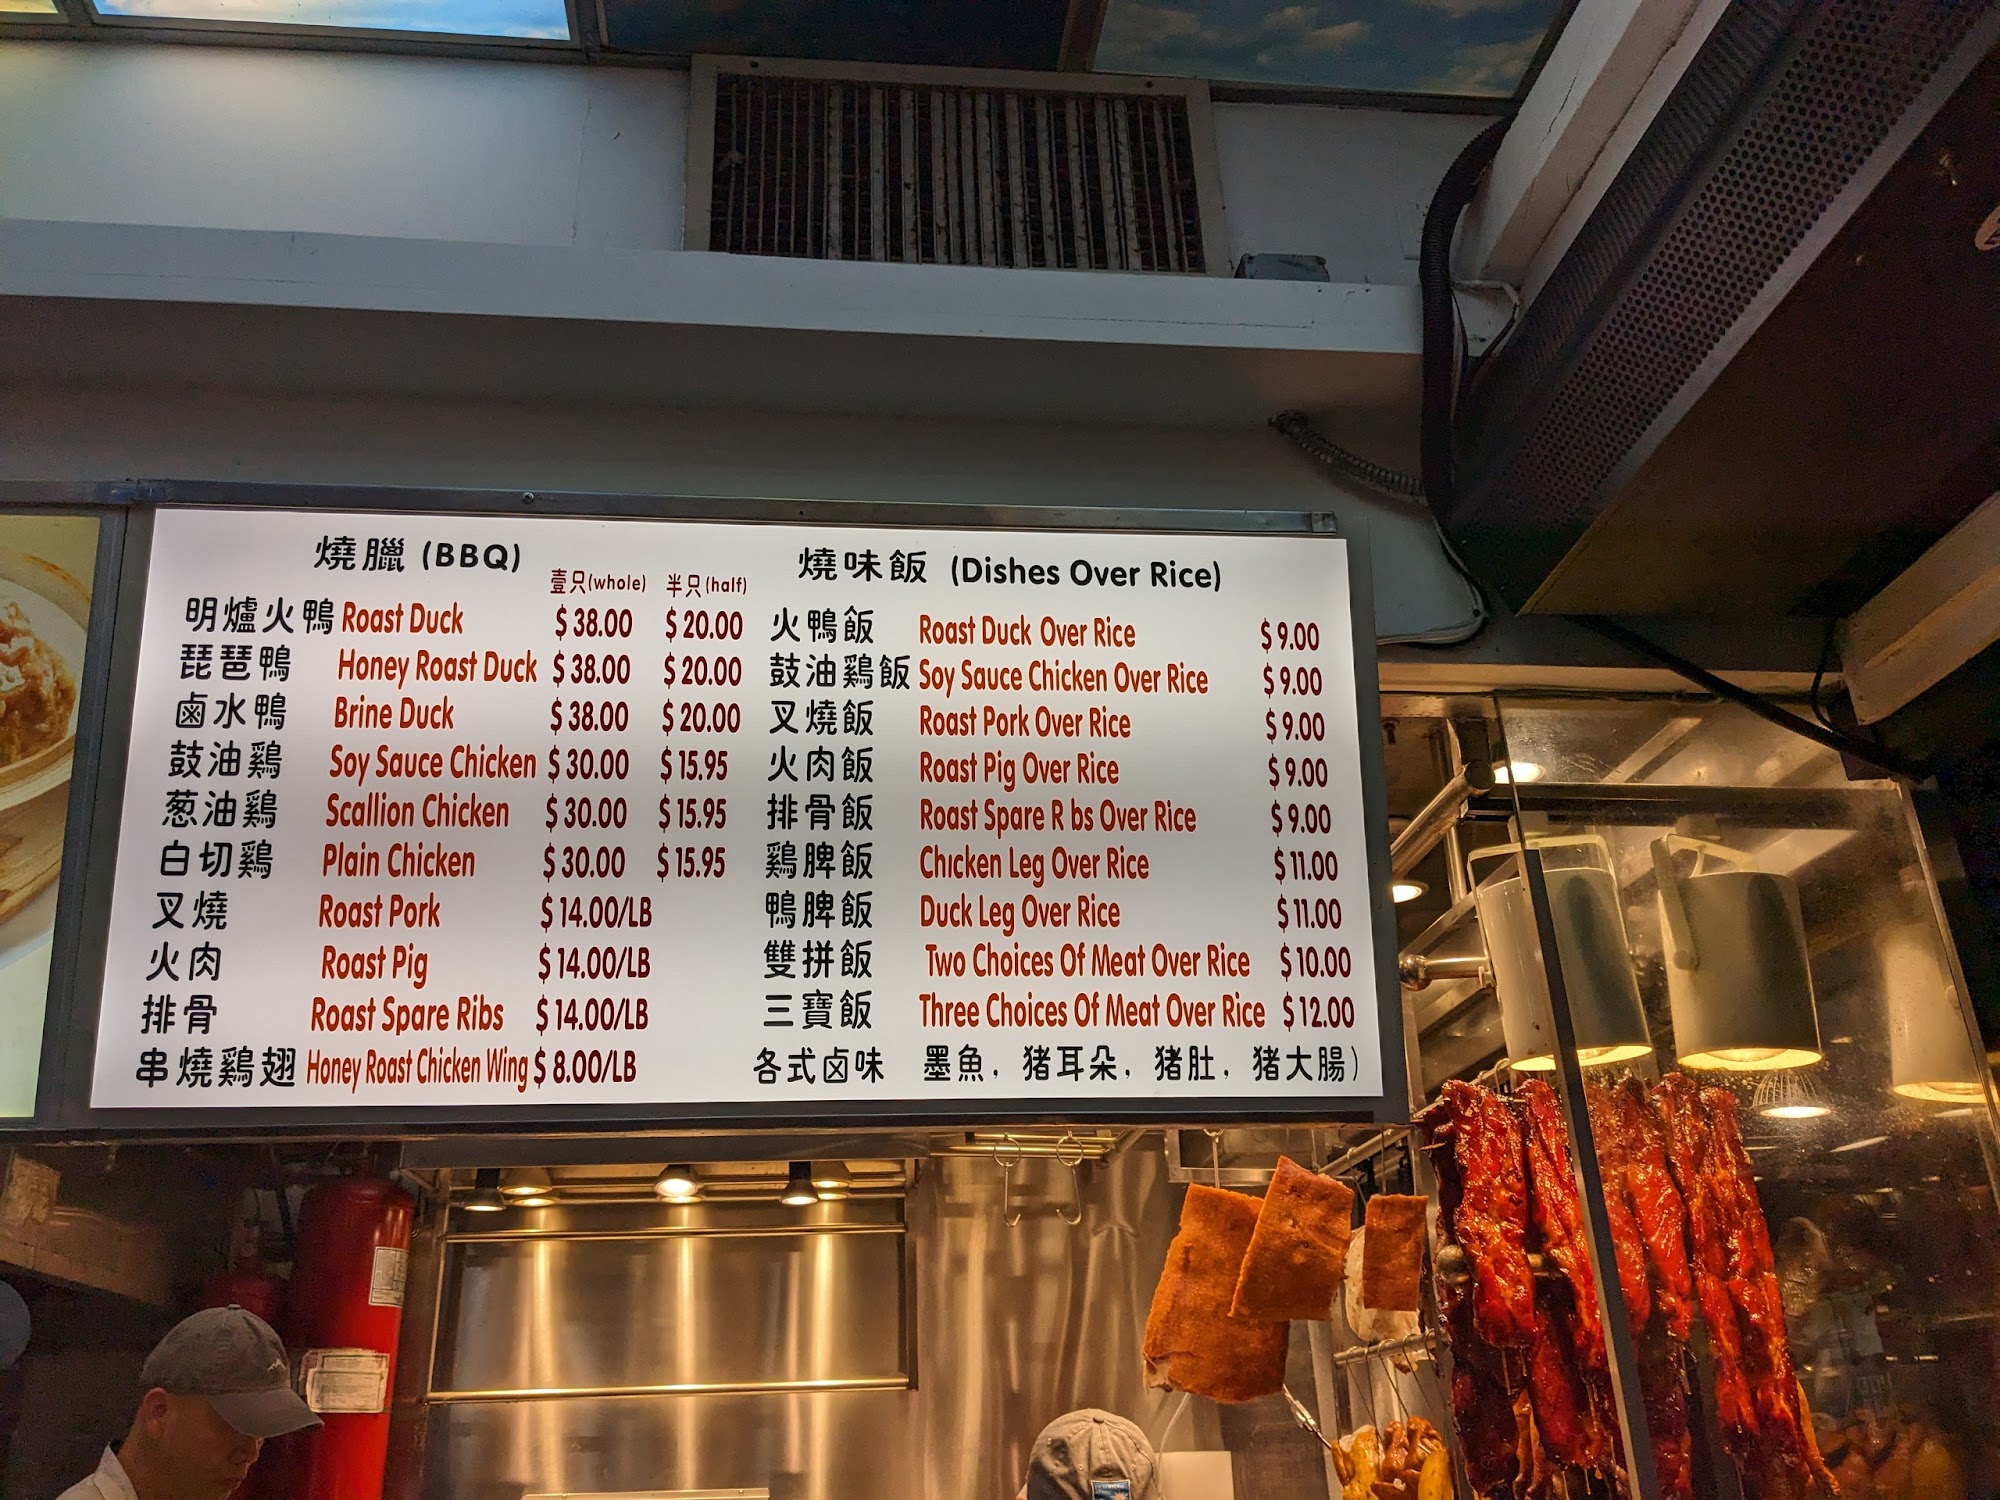 燒臘 (BBQ)
壹只(whole) 半只(half)
明爐火鴨 Roast Duck $38.00 $20.00
琵琶鴨 Honey Roast Duck $38.00 $20.00
鹵水鴨 Brine Duck $38.00 $20.00
鼓油鷄 Soy Sauce Chicken $30.00 $15.95
葱油鷄 Scallion Chicken $30.00 $15.95
白切鷄 Plain Chicken $30.00 $15.95
叉燒 Roast Pork $14.00/LB
火肉 Roast Pig $14.00/LB
排骨 Roast Spare Ribs $14.00/LB
串燒鷄翅 Honey Roast Chicken Wing $8.00/LB
燒味飯 (Dishes Over Rice)
火鴨飯 Roast Duck Over Rice $9.00
鼓油鷄飯 Soy Sauce Chicken Over Rice $9.00
叉燒飯 Roast Pork Over Rice $9.00
火肉飯 Roast Pig Over Rice $9.00
排骨飯 Roast Spare R bs Over Rice $9.00
鷄脾飯 Chicken Leg Over Rice $11.00
鴨脾飯 Duck Leg Over Rice $11.00
雙拼飯 Two Choices Of Meat Over Rice $10.00
三寶飯 Three Choices Of Meat Over Rice $12.00
各式卤味 墨魚, 猪耳朵, 猪肚, 猪大腸)